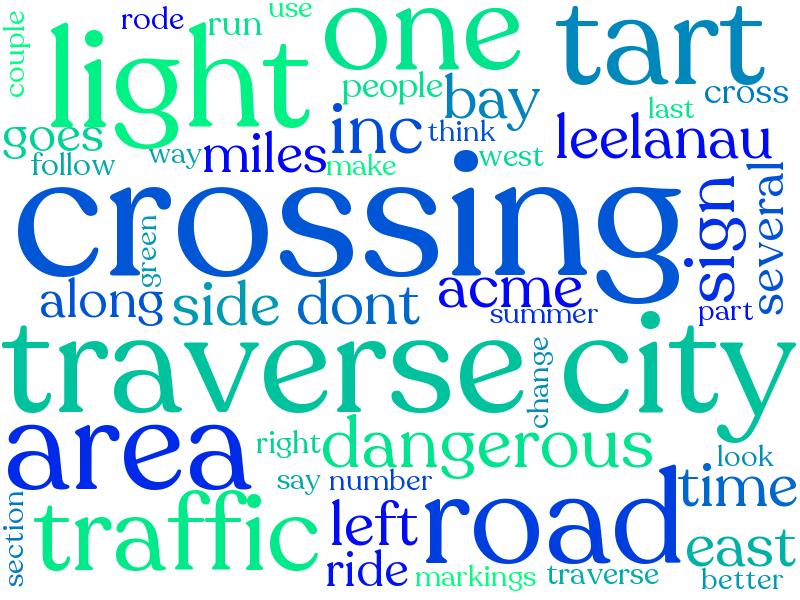 couple
rode
run
use
light
one
tart
people
bay
cross
last
goes
inc
think
leelanau
follow
way
miles
make
west
crossing
green
sign
several
along
side
dont
acme
summer
part
traverse city
change
area
right
dangerous
look
say
number
time
section
traffic
left
road
east
ride
markings
traverse
better